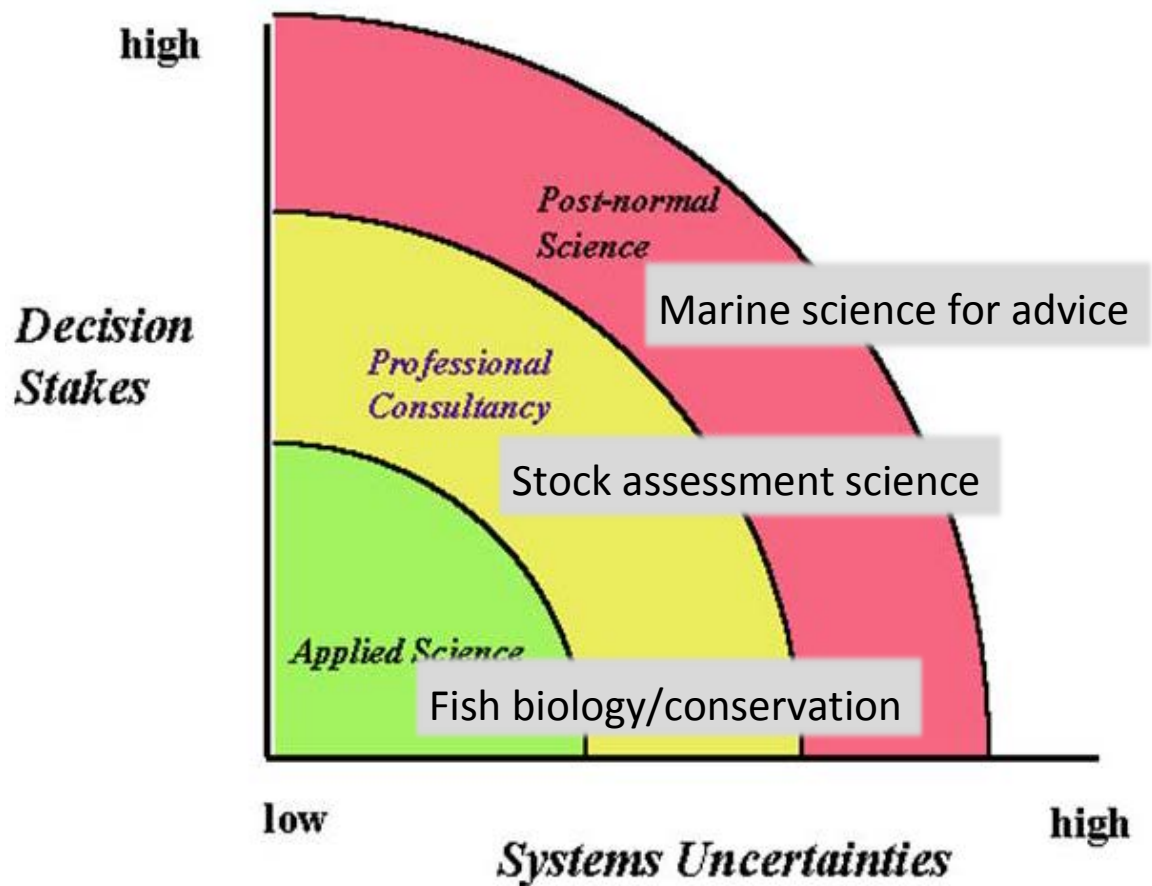 high
Post-normal
Science
Marine science for advice
Decision
Stakes
Professional
Consultancy
Stock assessment science
Applied Science
Fish biology/conservation
low
high
Systems Uncertainties